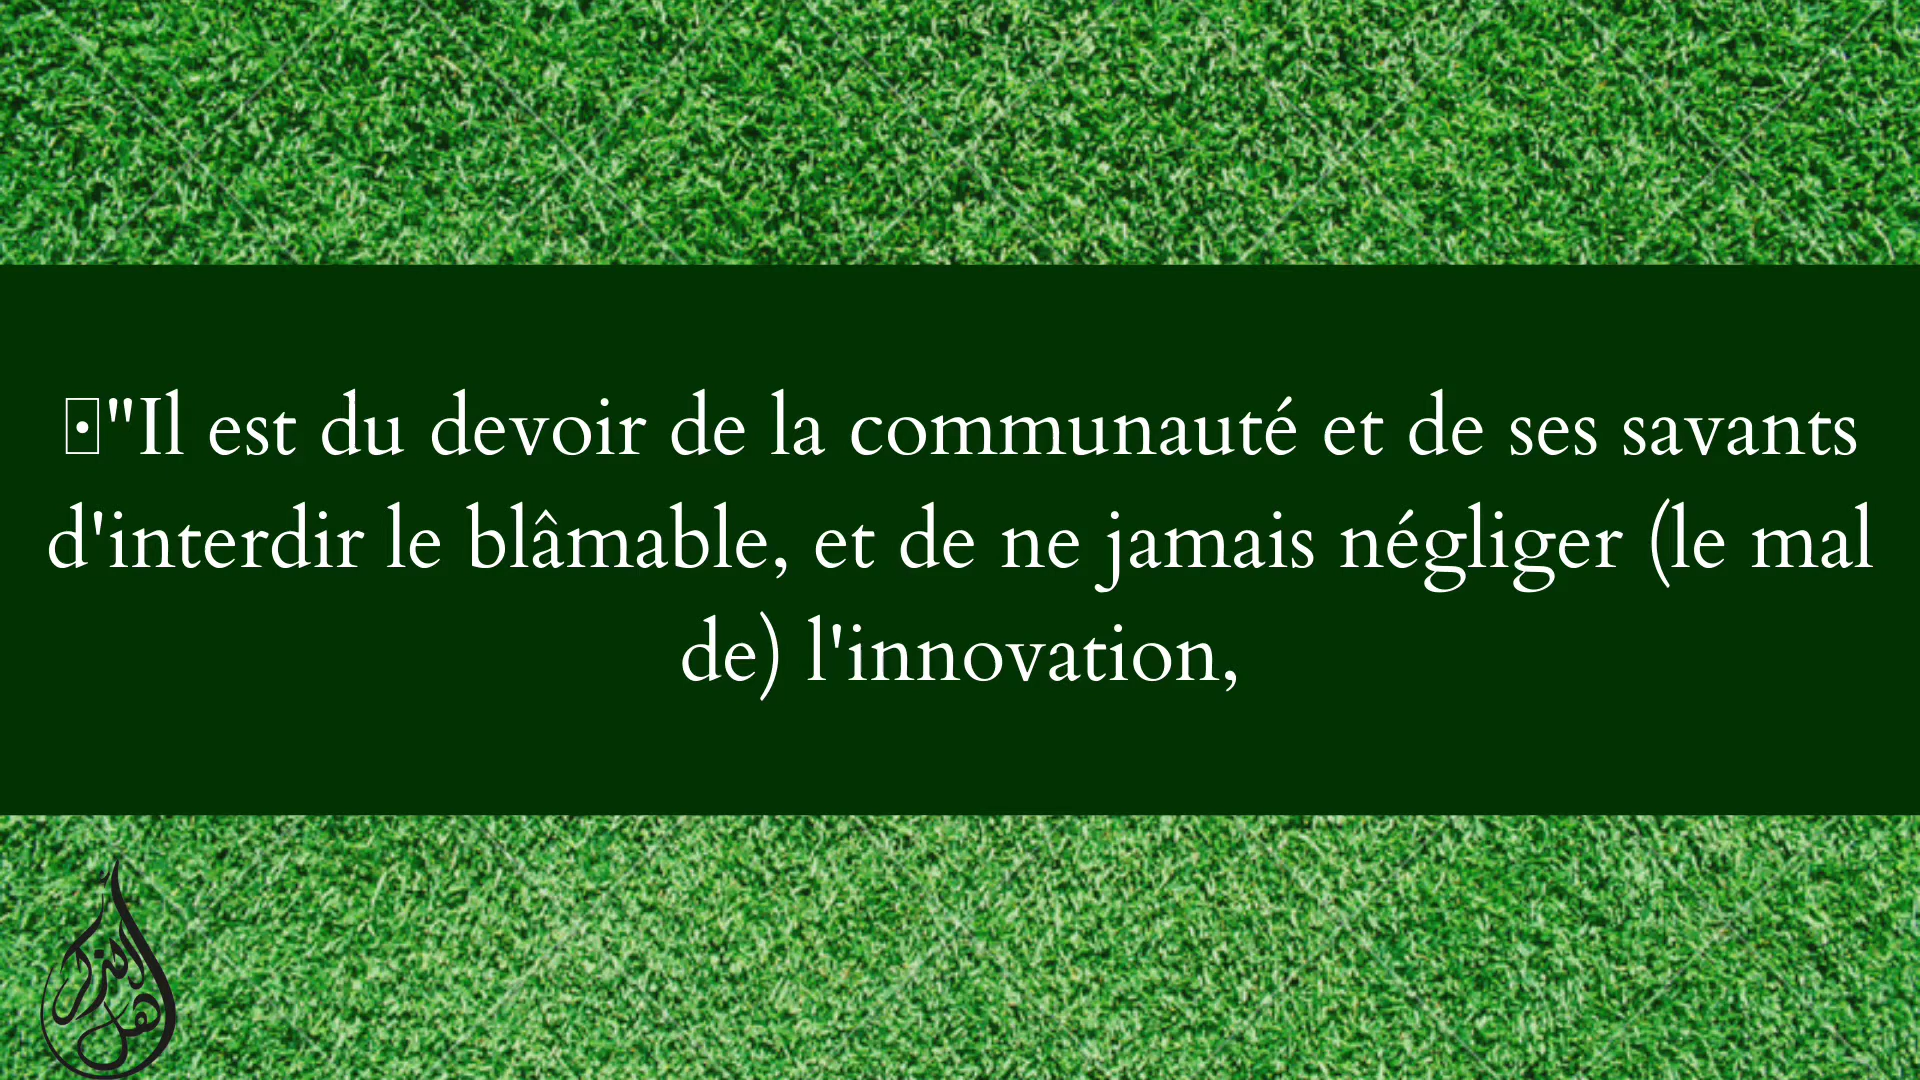 "Il est du devoir de la communauté et de ses savants
d'interdir le blâmable, et de ne jamais négliger (le mal
de) l'innovation,